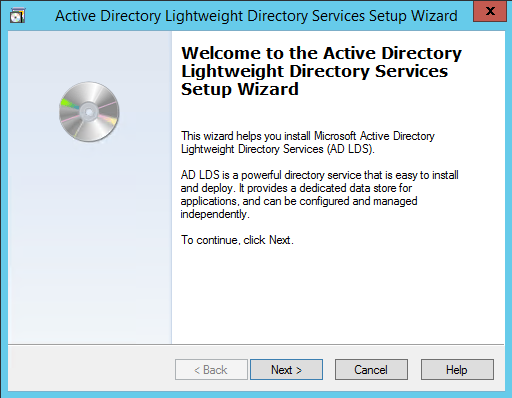 Active Directory Lightweight Directory Services Setup Wizard
x
Welcome to the Active Directory
Lightweight Directory Services
Setup Wizard
This wizard helps you install Microsoft Active Directory
Lightweight Directory Services (AD LDS).
AD LDS is a powerful directory service that is easy to install
and deploy. It provides a dedicated data store for
applications, and can be configured and managed
independently.
To continue, click Next.
< Back
Next >
Cancel
Help